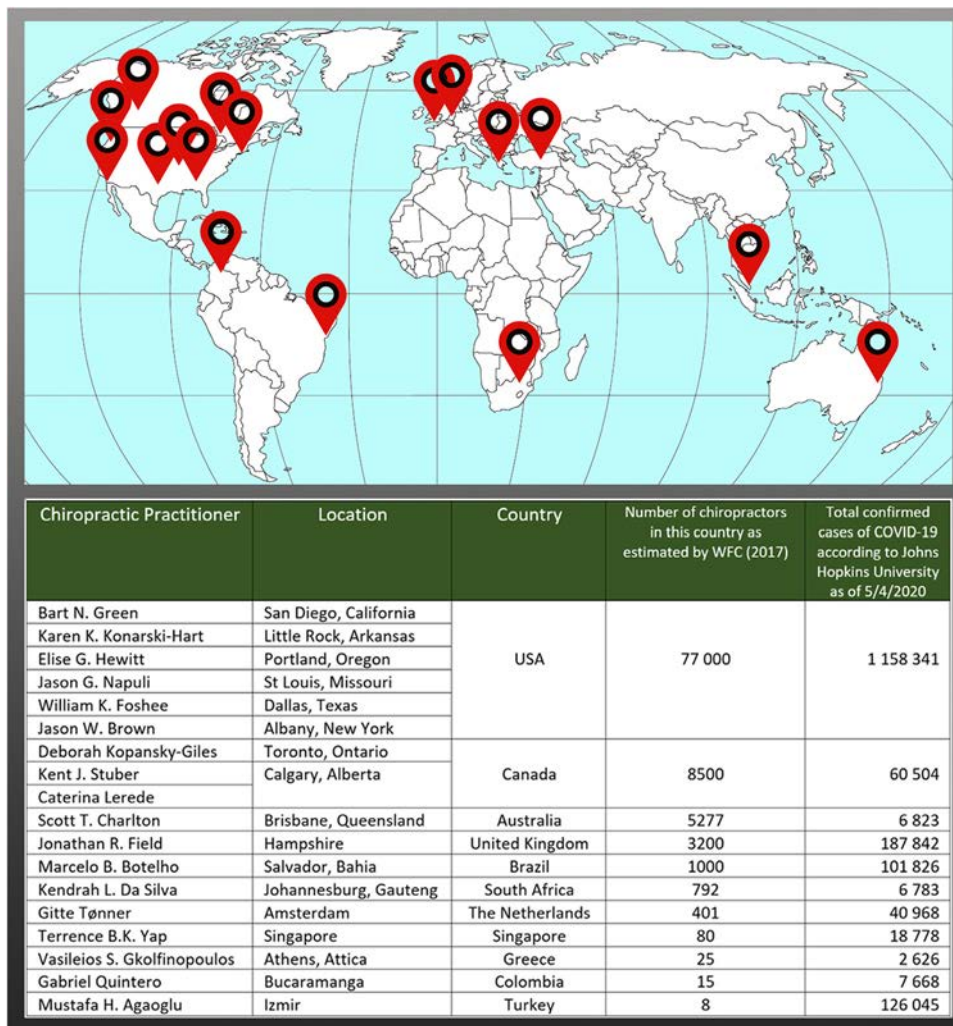 Chiropractic Practitioner Location Country Number of chiropractors in this country as estimated by WFC (2017) Total confirmed cases of COVID-19 according to Johns Hopkins University as of 5/4/2020
Bart N. Green San Diego, California
Karen K. Konarski-Hart Little Rock, Arkansas
Elise G. Hewitt Portland, Oregon USA 77 000 1 158 341
Jason G. Napuli St Louis, Missouri
William K. Foshee Dallas, Texas
Jason W. Brown Albany, New York
Deborah Kopansky-Giles Toronto, Ontario
Kent J. Stuber Calgary, Alberta Canada 8500 60 504
Caterina Lerede
Scott T. Charlton Brisbane, Queensland Australia 5277 6 823
Jonathan R. Field Hampshire United Kingdom 3200 187 842
Marcelo B. Botelho Salvador, Bahia Brazil 1000 101 826
Kendrah L. Da Silva Johannesburg, Gauteng South Africa 792 6 783
Gitte Tønner Amsterdam The Netherlands 401 40 968
Terrence B.K. Yap Singapore Singapore 80 18 778
Vasileios S. Gkolfinopoulos Athens, Attica Greece 25 2 626
Gabriel Quintero Bucaramanga Colombia 15 7 668
Mustafa H. Agaoglu Izmir Turkey 8 126 045